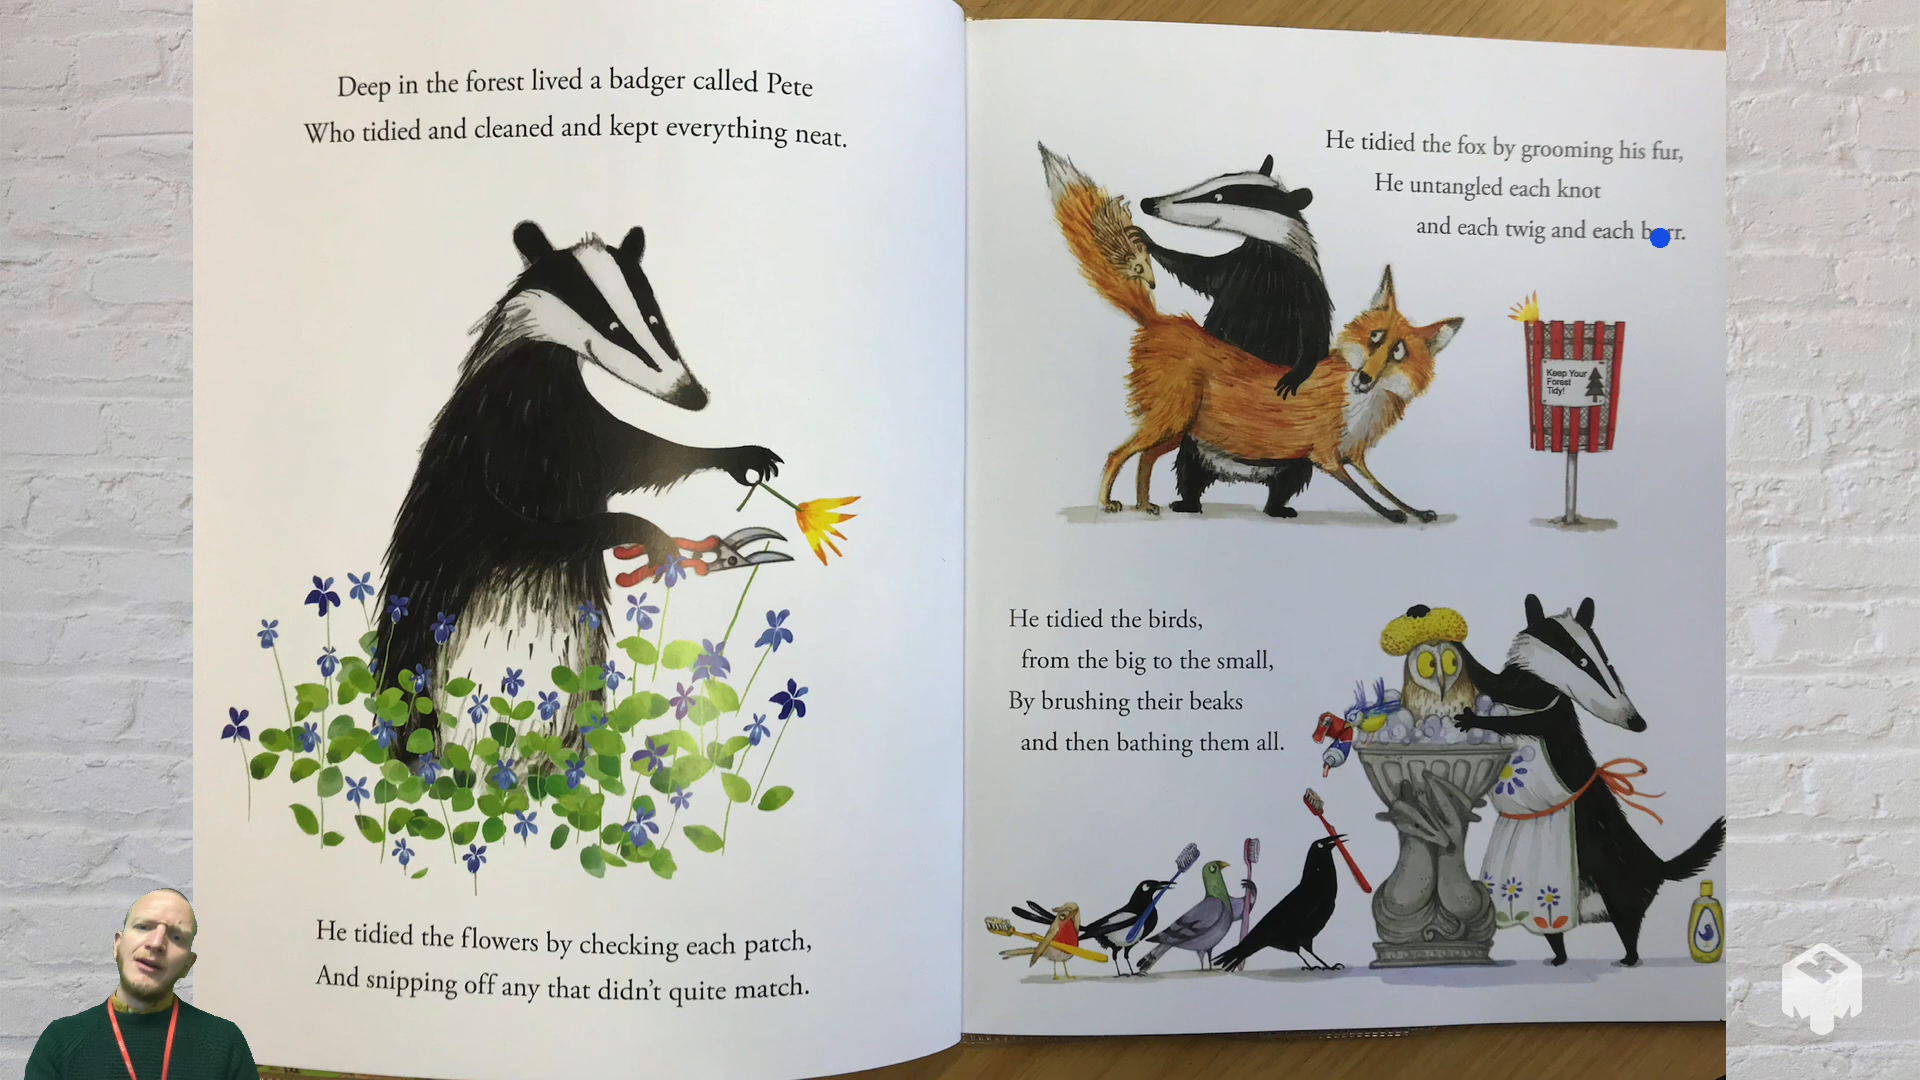 Deep in the forest lived a badger called Pete
Who tidied and cleaned and kept everything neat.
He tidied the flowers by checking each patch,
And snipping off any that didn't quite match.
He tidied the fox by grooming his fur,
He untangled each knot
and each twig and each burr.
Keep Your
Forest
Tidy!
He tidied the birds,
from the big to the small,
By brushing their beaks
and then bathing them all.